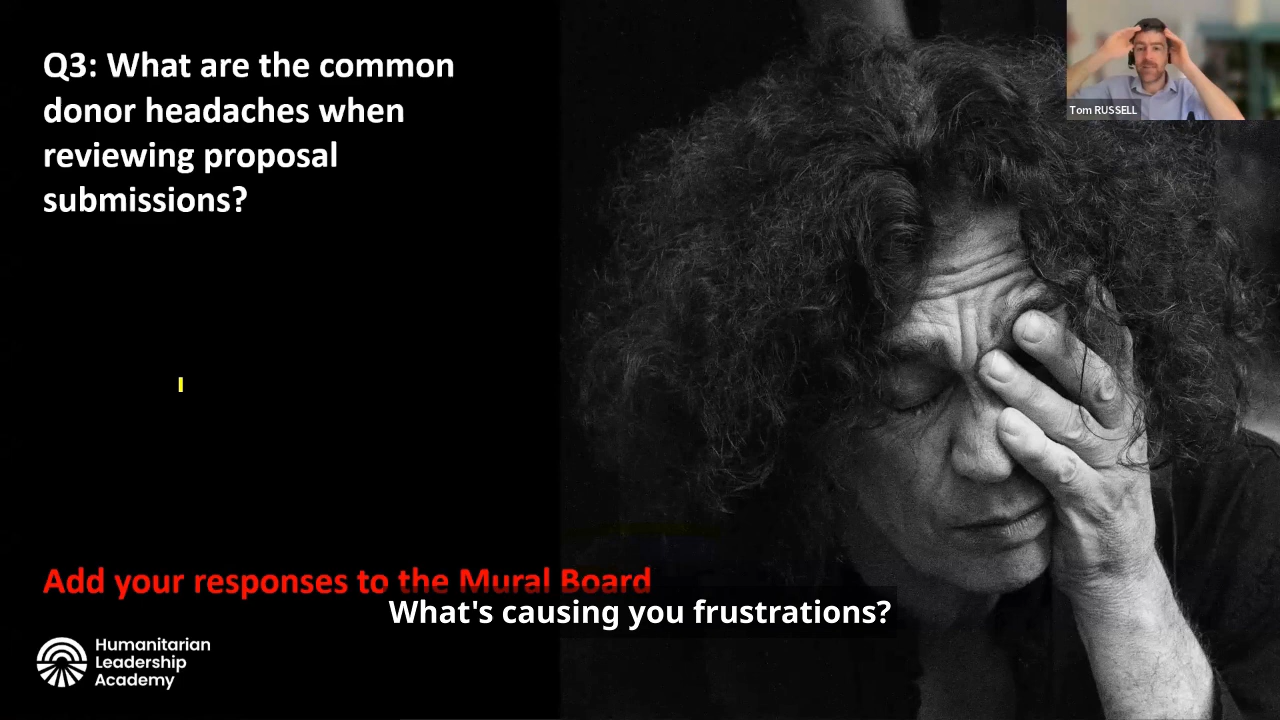 Q3: What are the common
donor headaches when
reviewing proposal
submissions?
Tom RUSSELL
Add your responses to the Mural Board
What's causing you frustrations?
Humanitarian
Leadership
Academy